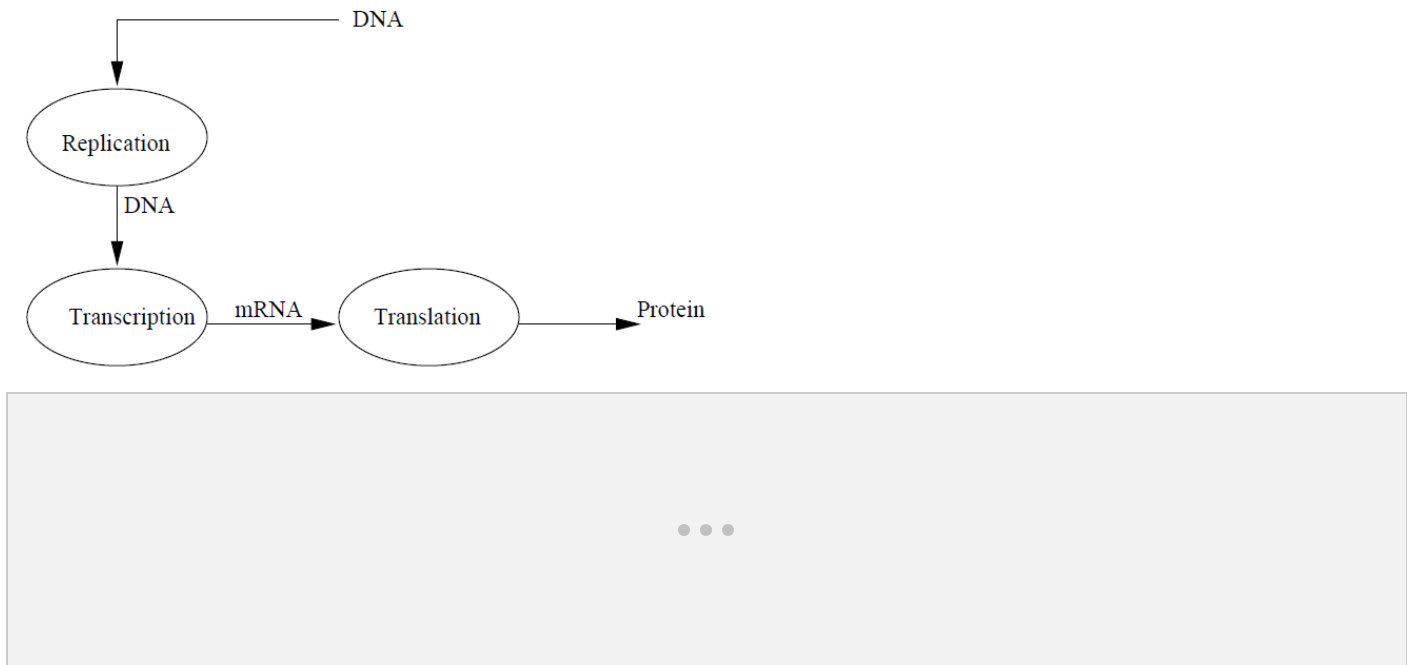 DNA
Replication
DNA
Transcription
mRNA
Translation
Protein